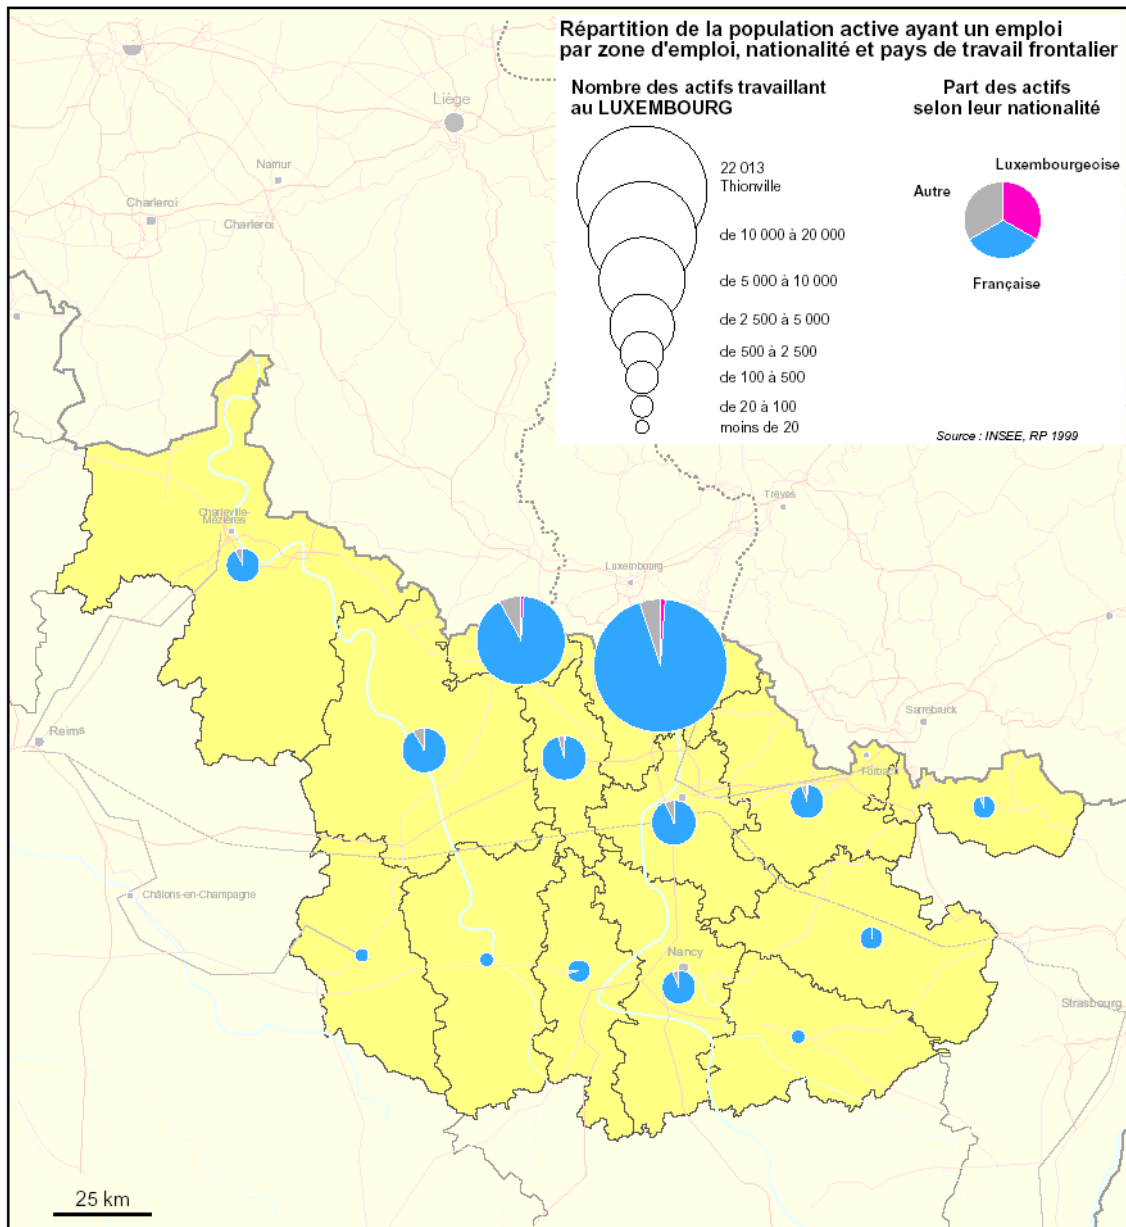 Répartition de la population active ayant un emploi
par zone d'emploi, nationalité et pays de travail frontalier
Nombre des actifs travaillant
au LUXEMBOURG
Part des actifs
selon leur nationalité
22 013
Thionville
de 10 000 à 20 000
de 5 000 à 10 000
de 2 500 à 5 000
de 500 à 2 500
de 100 à 500
de 20 à 100
moins de 20
Luxembourgeoise
Autre
Française
Source : INSEE, RP 1999
Liège
Namur
Charleroi
Charleroi
Trèves
Charleville-
Mézières
Luxembourg
Sarrebruck
Reims
Forbach
Châlons-en-Champagne
Nancy
Strasbourg
25 km